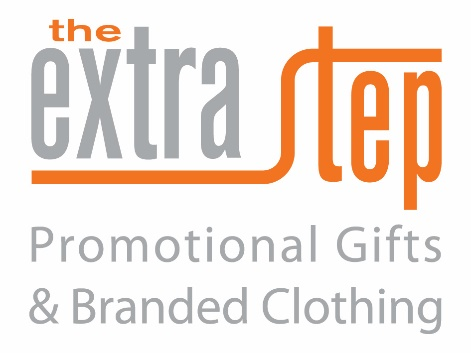 the
extra step
Promotional Gifts
& Branded Clothing